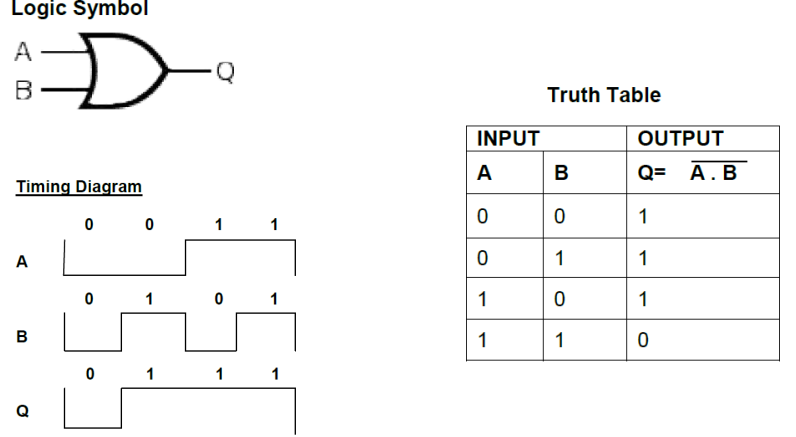 Logic Symbol
A
B
Q
Timing Diagram
0 0 1 1
A
0 1 0 1
B
0 1 1 1
Q
Truth Table
INPUT OUTPUT
A B Q= A . B
0 0 1
0 1 1
1 0 1
1 1 0